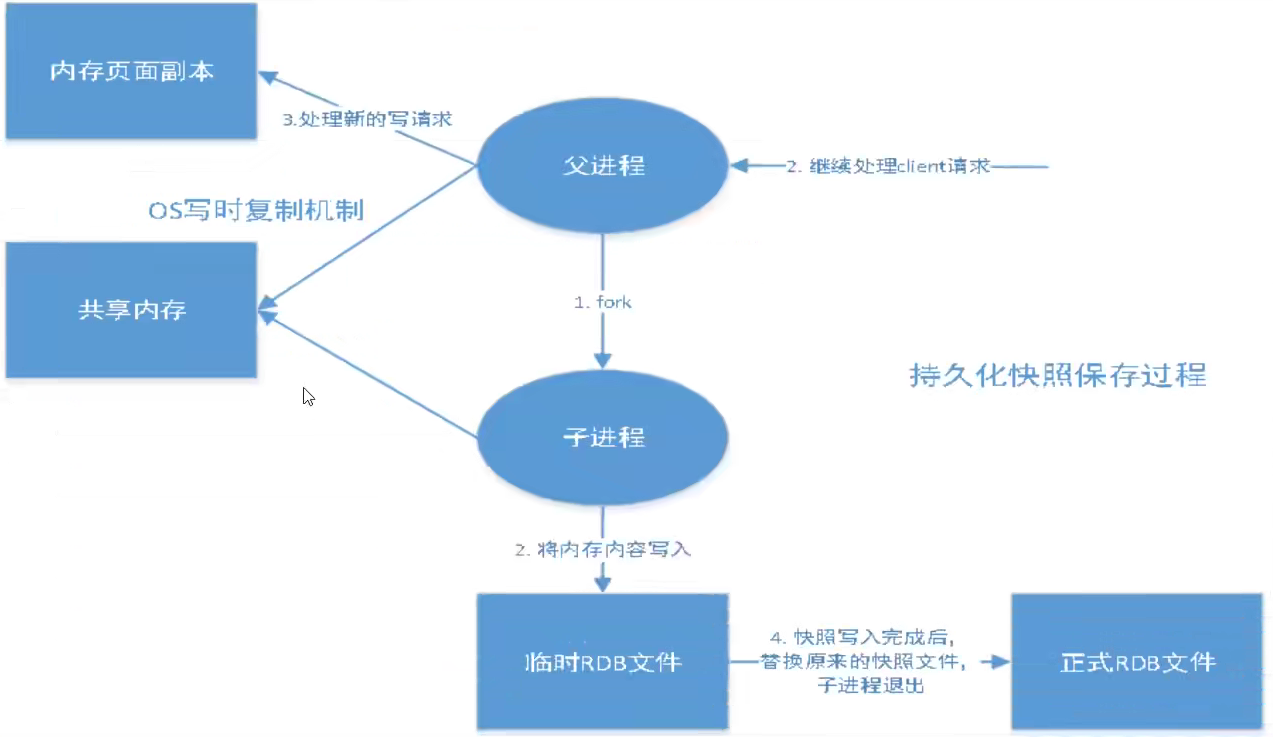 内存页面副本
3.处理新的写请求
父进程
2. 继续处理client请求
OS写时复制机制
共享内存
1. fork
持久化快照保存过程
子进程
2. 将内存内容写入
临时RDB文件
4. 快照写入完成后,
替换原来的快照文件,
子进程退出
正式RDB文件